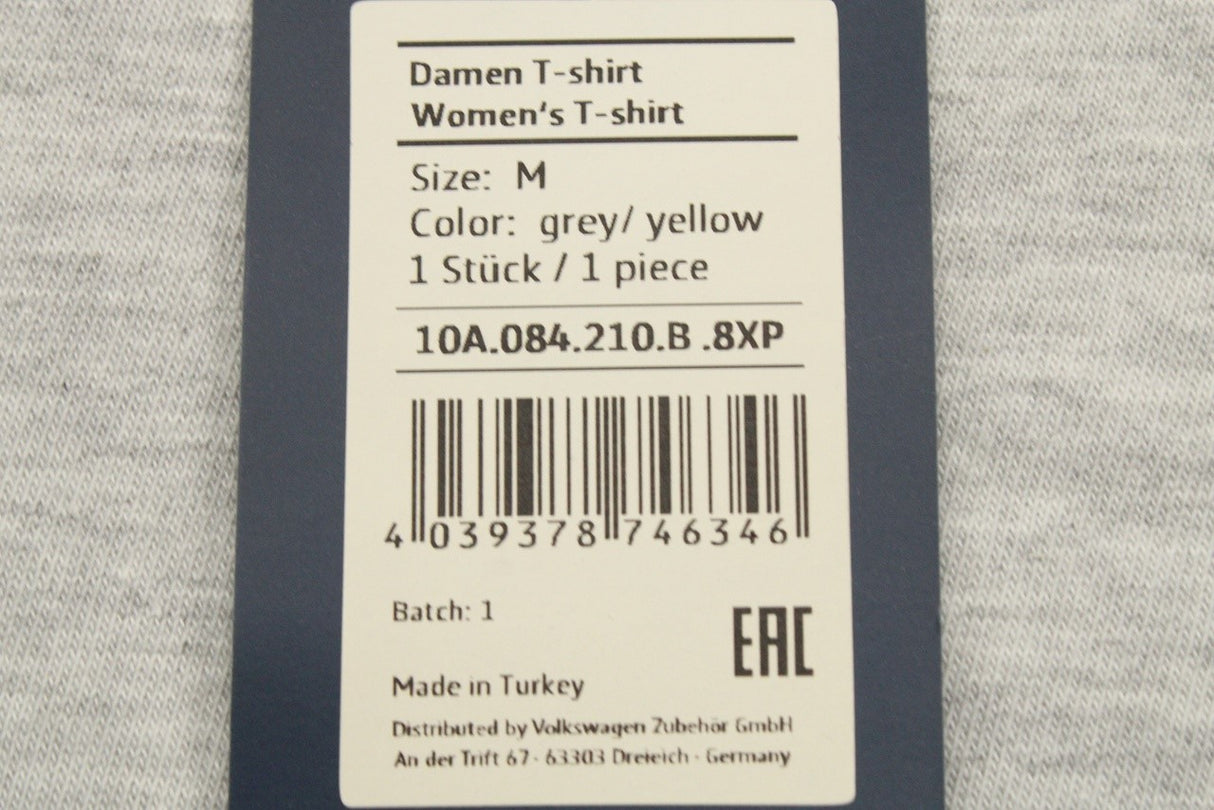 Damen T-shirt
Women‘s T-shirt
Size: M
Color: grey/ yellow
1 Stück / 1 piece
10A.084.210.B .8XP
4 039378 746346
Batch: 1
EAC
Made in Turkey
Distributed by Volkswagen Zubehör GmbH
An der Trift 67 · 63303 Dreieich · Germany